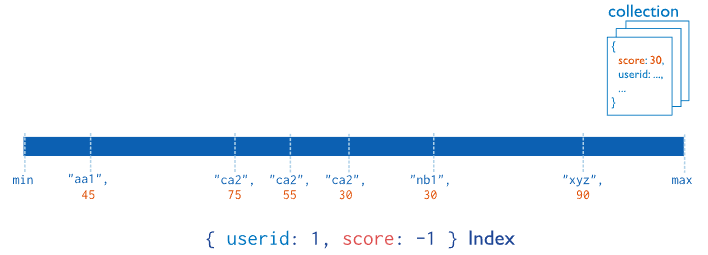 collection
{
score: 30,
userid: ...,
...
}
min "aa1", "ca2", "ca2", "ca2", "nb1", "xyz", max
45 75 55 30 30 90
{ userid: 1, score: -1 } Index